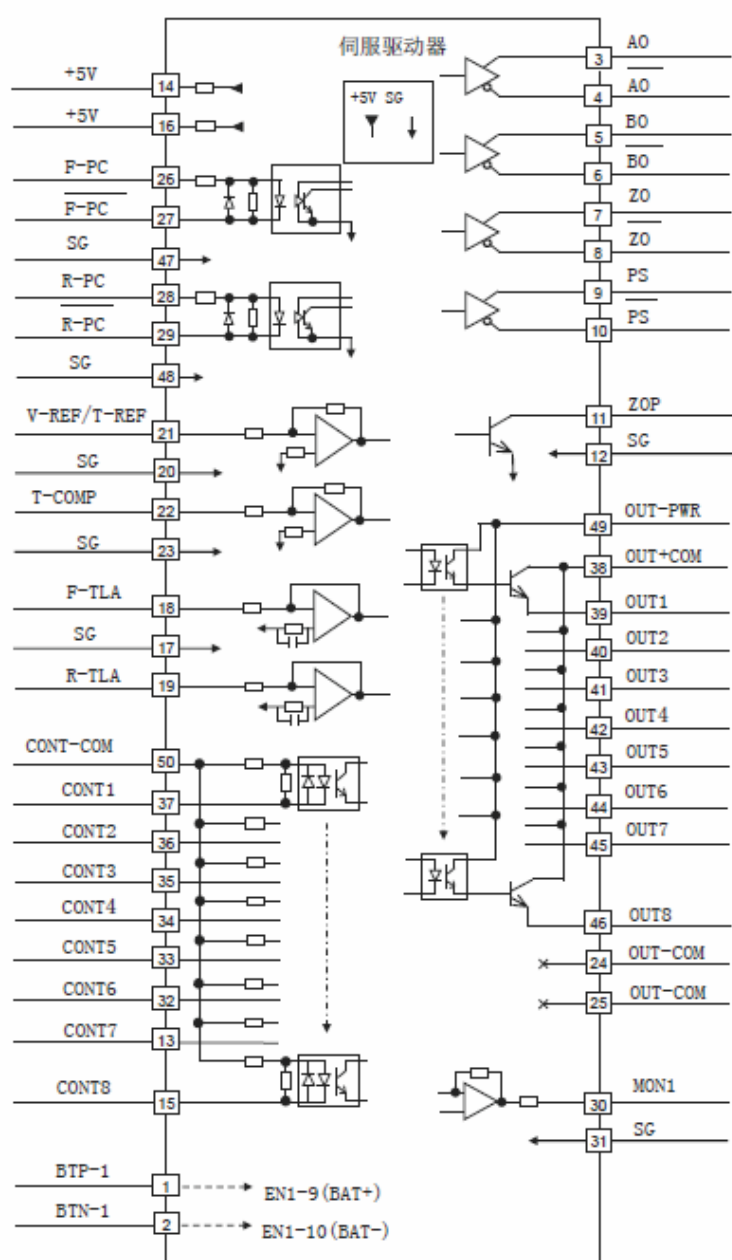 伺服驱动器
+5V SG
+5V
14
+5V
16
F-PC
26
F-PC
27
SG
47
R-PC
28
R-PC
29
SG
48
V-REF/T-REF
21
SG
20
T-COMP
22
SG
23
F-TLA
18
SG
17
R-TLA
19
CONT-COM
50
CONT1
37
CONT2
36
CONT3
35
CONT4
34
CONT5
33
CONT6
32
CONT7
13
CONT8
15
BTP-1
1
EN1-9(BAT+)
BTN-1
2
EN1-10(BAT-)
3
AO
4
AO
5
BO
6
BO
7
ZO
8
ZO
9
PS
10
PS
11
ZOP
12
SG
49
OUT-PWR
38
OUT+COM
39
OUT1
40
OUT2
41
OUT3
42
OUT4
43
OUT5
44
OUT6
45
OUT7
46
OUT8
24
OUT-COM
25
OUT-COM
30
MON1
31
SG